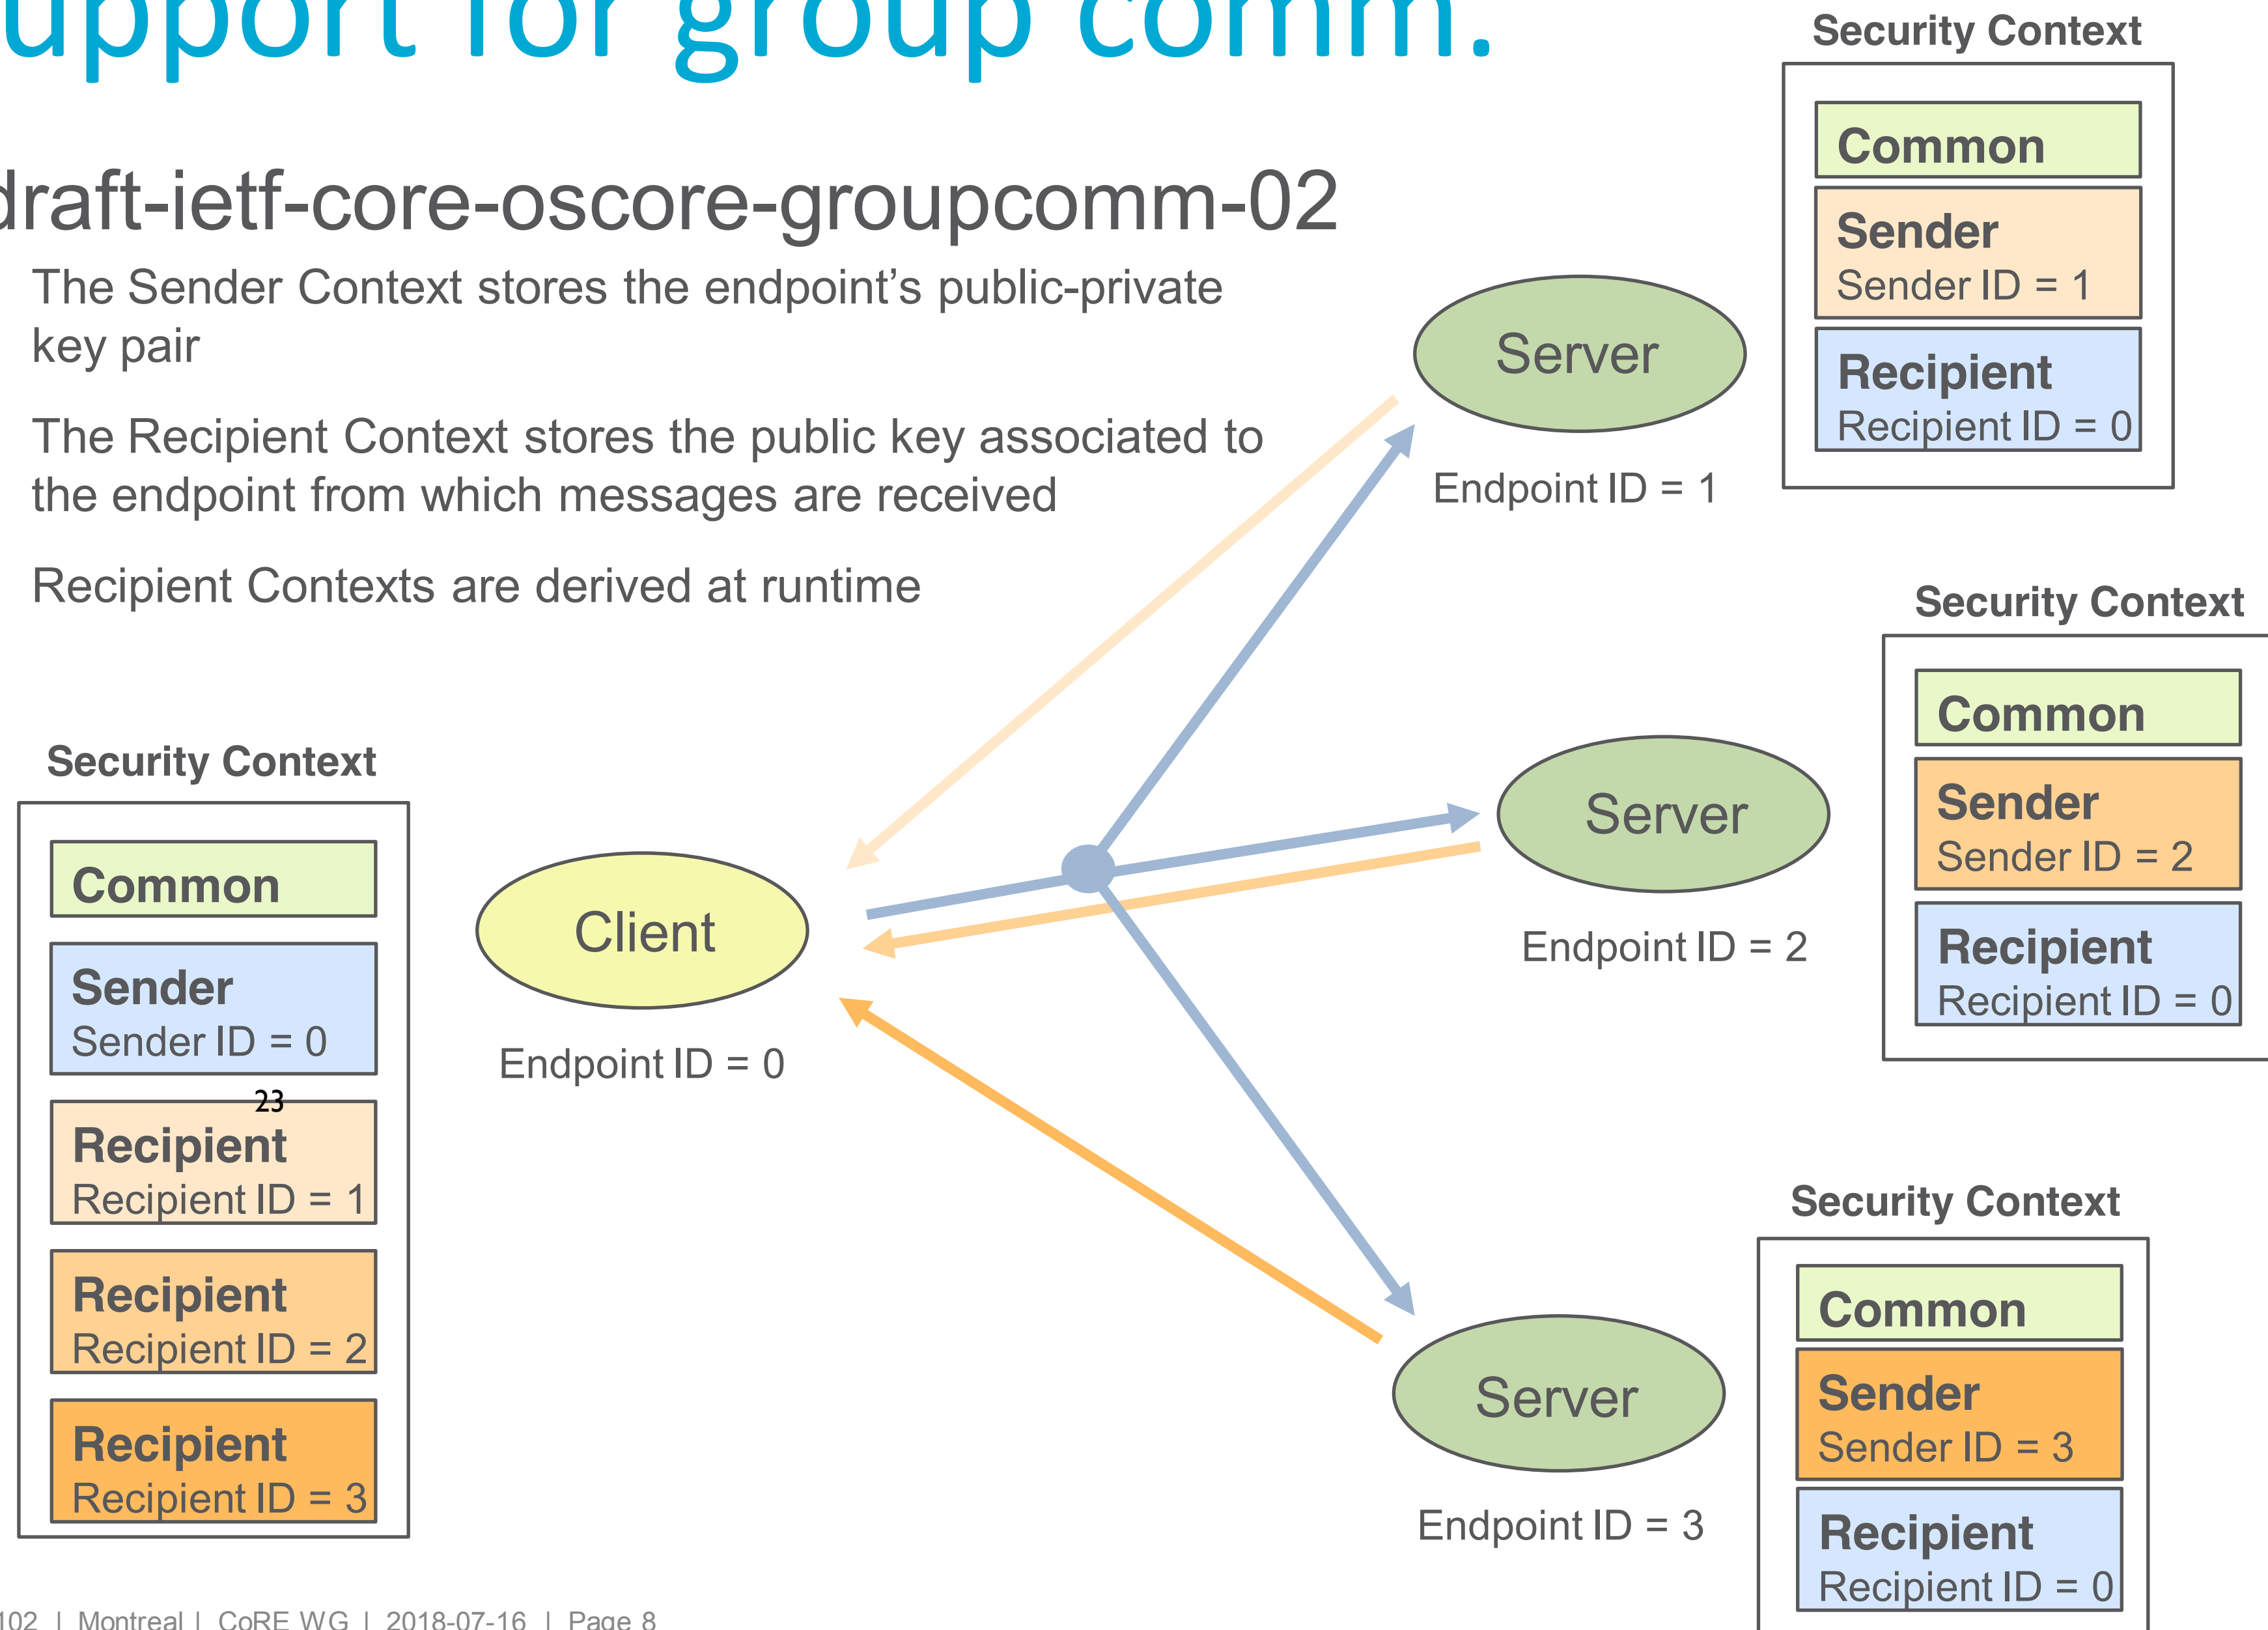 upport for group comm.
draft-ietf-core-oscore-groupcomm-02
The Sender Context stores the endpoint’s public-private
key pair
The Recipient Context stores the public key associated to
the endpoint from which messages are received
Recipient Contexts are derived at runtime
Security Context
Common
Sender
Sender ID = 1
Recipient
Recipient ID = 0
Server
Endpoint ID = 1
Security Context
Common
Sender
Sender ID = 2
Recipient
Recipient ID = 0
Server
Endpoint ID = 2
Security Context
Common
Sender
Sender ID = 0
23
Recipient
Recipient ID = 1
Recipient
Recipient ID = 2
Recipient
Recipient ID = 3
Client
Endpoint ID = 0
Security Context
Common
Sender
Sender ID = 3
Recipient
Recipient ID = 0
Server
Endpoint ID = 3
102 | Montreal | CoRE WG | 2018-07-16 | Page 8